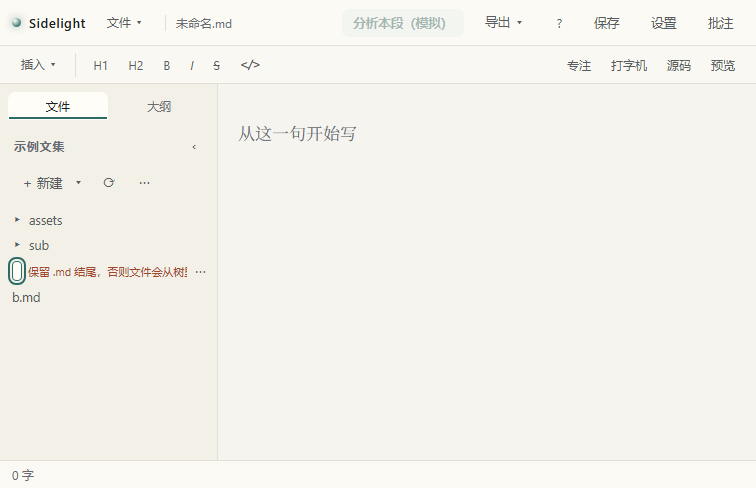 Sidelight 文件 ▾ 未命名.md 分析本段（模拟） 导出 ▾ ? 保存 设置 批注
插入 ▾ H1 H2 B I S </> 专注 打字机 源码 预览
文件 大纲
示例文集 ‹
+ 新建 ▾ ⟳ ···
▸ assets
▸ sub
保留 .md 结尾，否则文件会从树 ···
b.md
从这一句开始写
0 字